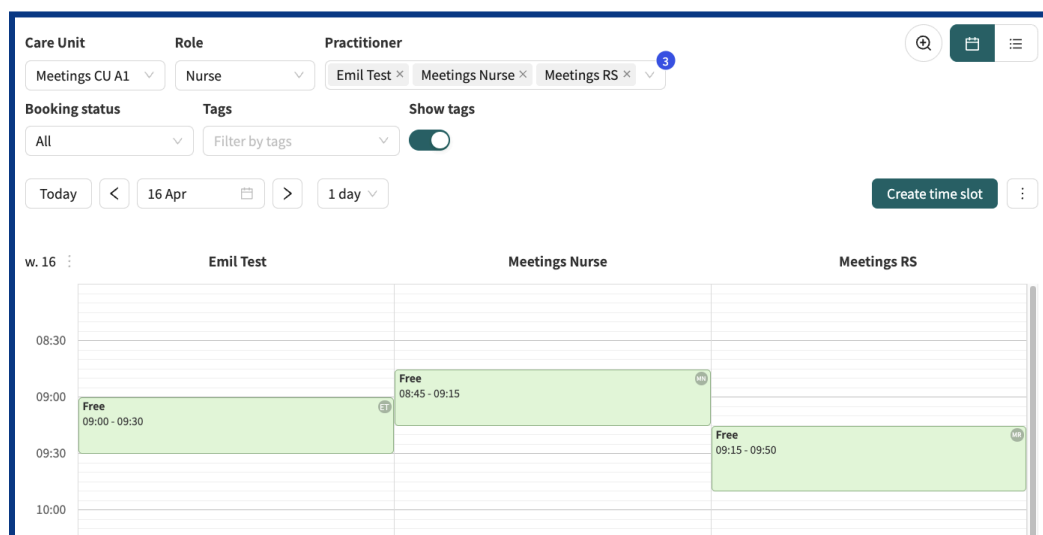 Care Unit Role Practitioner
Meetings CU A1 Nurse Emil Test × Meetings Nurse × Meetings RS × 3
Booking status Tags Show tags
All Filter by tags
Today < 16 Apr > 1 day Create time slot
w. 16 Emil Test Meetings Nurse Meetings RS
08:30
Free MN
08:45 - 09:15
09:00
Free ET
09:00 - 09:30
Free MR
09:15 - 09:50
09:30
10:00